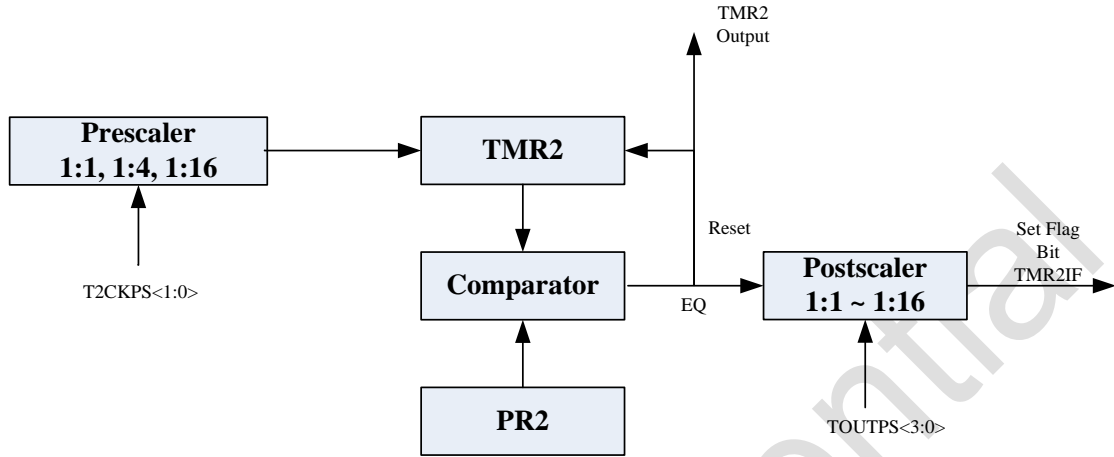 TMR2
Output
Prescaler
1:1, 1:4, 1:16
TMR2
Reset
Set Flag
Bit
TMR2IF
T2CKPS<1:0>
Comparator
EQ
Postscaler
1:1 ~ 1:16
PR2
TOUTPS<3:0>
ential